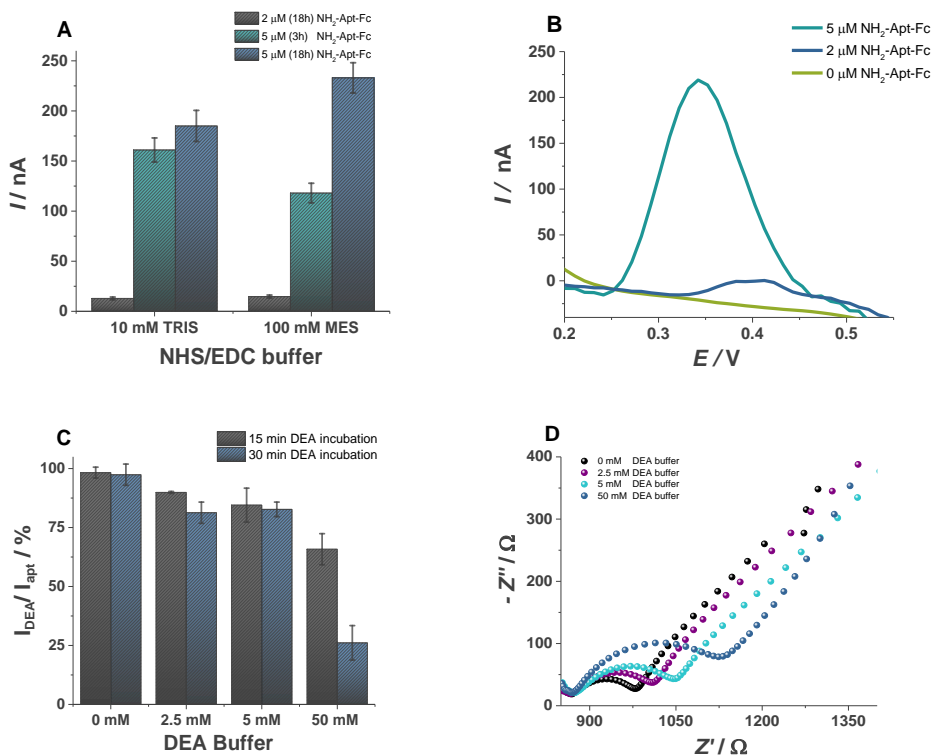 A
2 μM (18h) NH2-Apt-Fc
5 μM (3h) NH2-Apt-Fc
5 μM (18h) NH2-Apt-Fc
I / nA
250
200
150
100
50
0
10 mM TRIS
100 mM MES
NHS/EDC buffer
B
5 μM NH2-Apt-Fc
2 μM NH2-Apt-Fc
0 μM NH2-Apt-Fc
I / nA
250
200
150
100
50
0
0.2
0.3
0.4
0.5
E / V
C
15 min DEA incubation
30 min DEA incubation
IDEA/ Iapt / %
100
75
50
25
0
0 mM
2.5 mM
5 mM
50 mM
DEA Buffer
D
0 mM DEA buffer
2.5 mM DEA buffer
5 mM DEA buffer
50 mM DEA buffer
- Z'' / Ω
400
300
200
100
0
900
1050
1200
1350
Z' / Ω